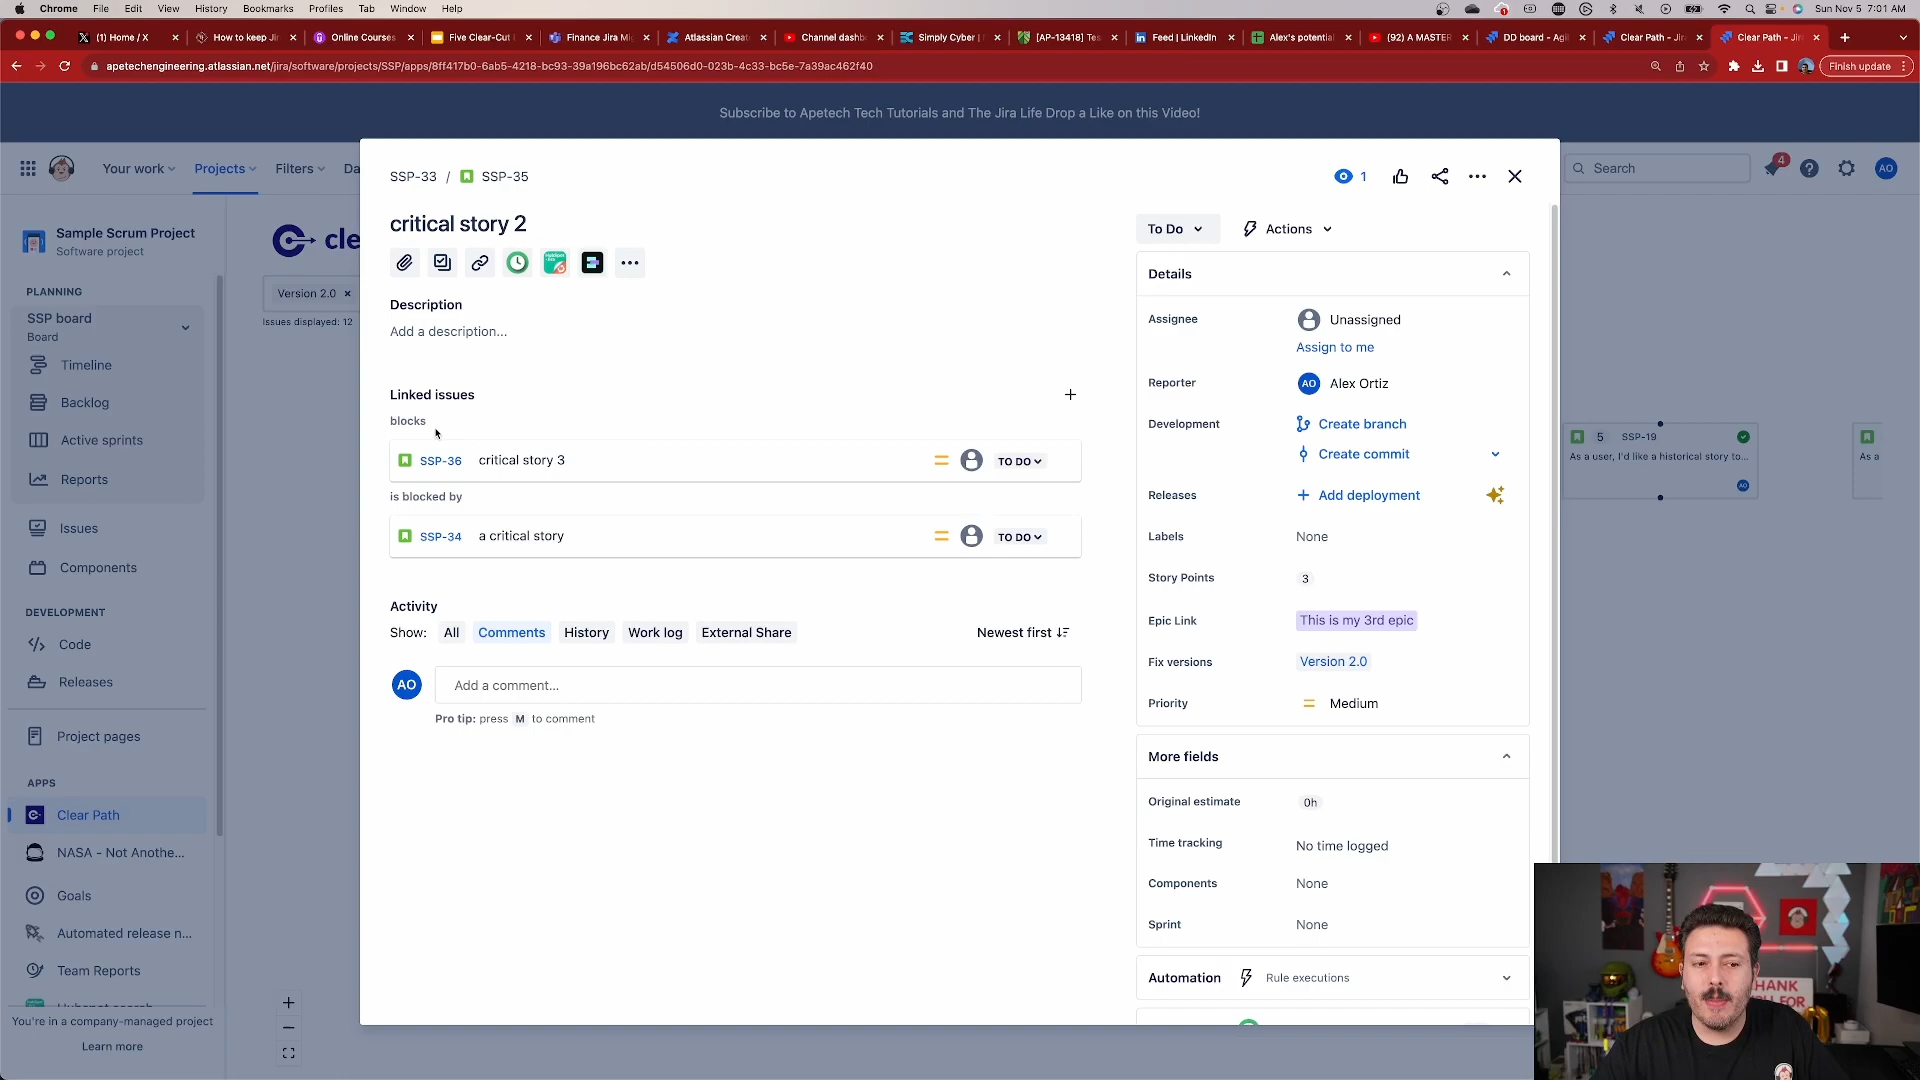 Chrome File Edit View History Bookmarks Profiles Tab Window Help
Sun Nov 5 7:01 AM
(1) Home / X
How to keep Jir
Online Courses
Five Clear-Cut
Finance Jira Mi
Atlassian Creat
Channel dashb
Simply Cyber |
[AP-13418] Tes
Feed | LinkedIn
Alex's potential
(92) A MASTER
DD board - Agil
Clear Path - Jir
Clear Path - Jir
apetechengineering.atlassian.net/jira/software/projects/SSP/apps/8ff417b0-6ab5-4218-bc93-39a196bc62ab/d54506d0-023b-4c33-bc5e-7a39ac462f40
Finish update
Subscribe to Apetech Tech Tutorials and The Jira Life Drop a Like on this Video!
Your work
Projects
Filters
Da
Search
4
AO
Sample Scrum Project
Software project
PLANNING
SSP board
Board
Timeline
Backlog
Active sprints
Reports
Issues
Components
DEVELOPMENT
Code
Releases
Project pages
APPS
Clear Path
NASA - Not Anothe...
Goals
Automated release n...
Team Reports
You're in a company-managed project
Learn more
cle
Version 2.0
Issues displayed: 12
SSP-33 / SSP-35
1
critical story 2
Description
Add a description...
Linked issues
blocks
SSP-36 critical story 3 TO DO
is blocked by
SSP-34 a critical story TO DO
Activity
Show: All Comments History Work log External Share Newest first
AO Add a comment...
Pro tip: press M to comment
To Do
Actions
Details
Assignee Unassigned
Assign to me
Reporter AO Alex Ortiz
Development Create branch
Create commit
Releases Add deployment
Labels None
Story Points 3
Epic Link This is my 3rd epic
Fix versions Version 2.0
Priority Medium
More fields
Original estimate 0h
Time tracking No time logged
Components None
Sprint None
Automation Rule executions
5 SSP-19
As a user, I'd like a historical story to...
AO
As a
THANK
FOR